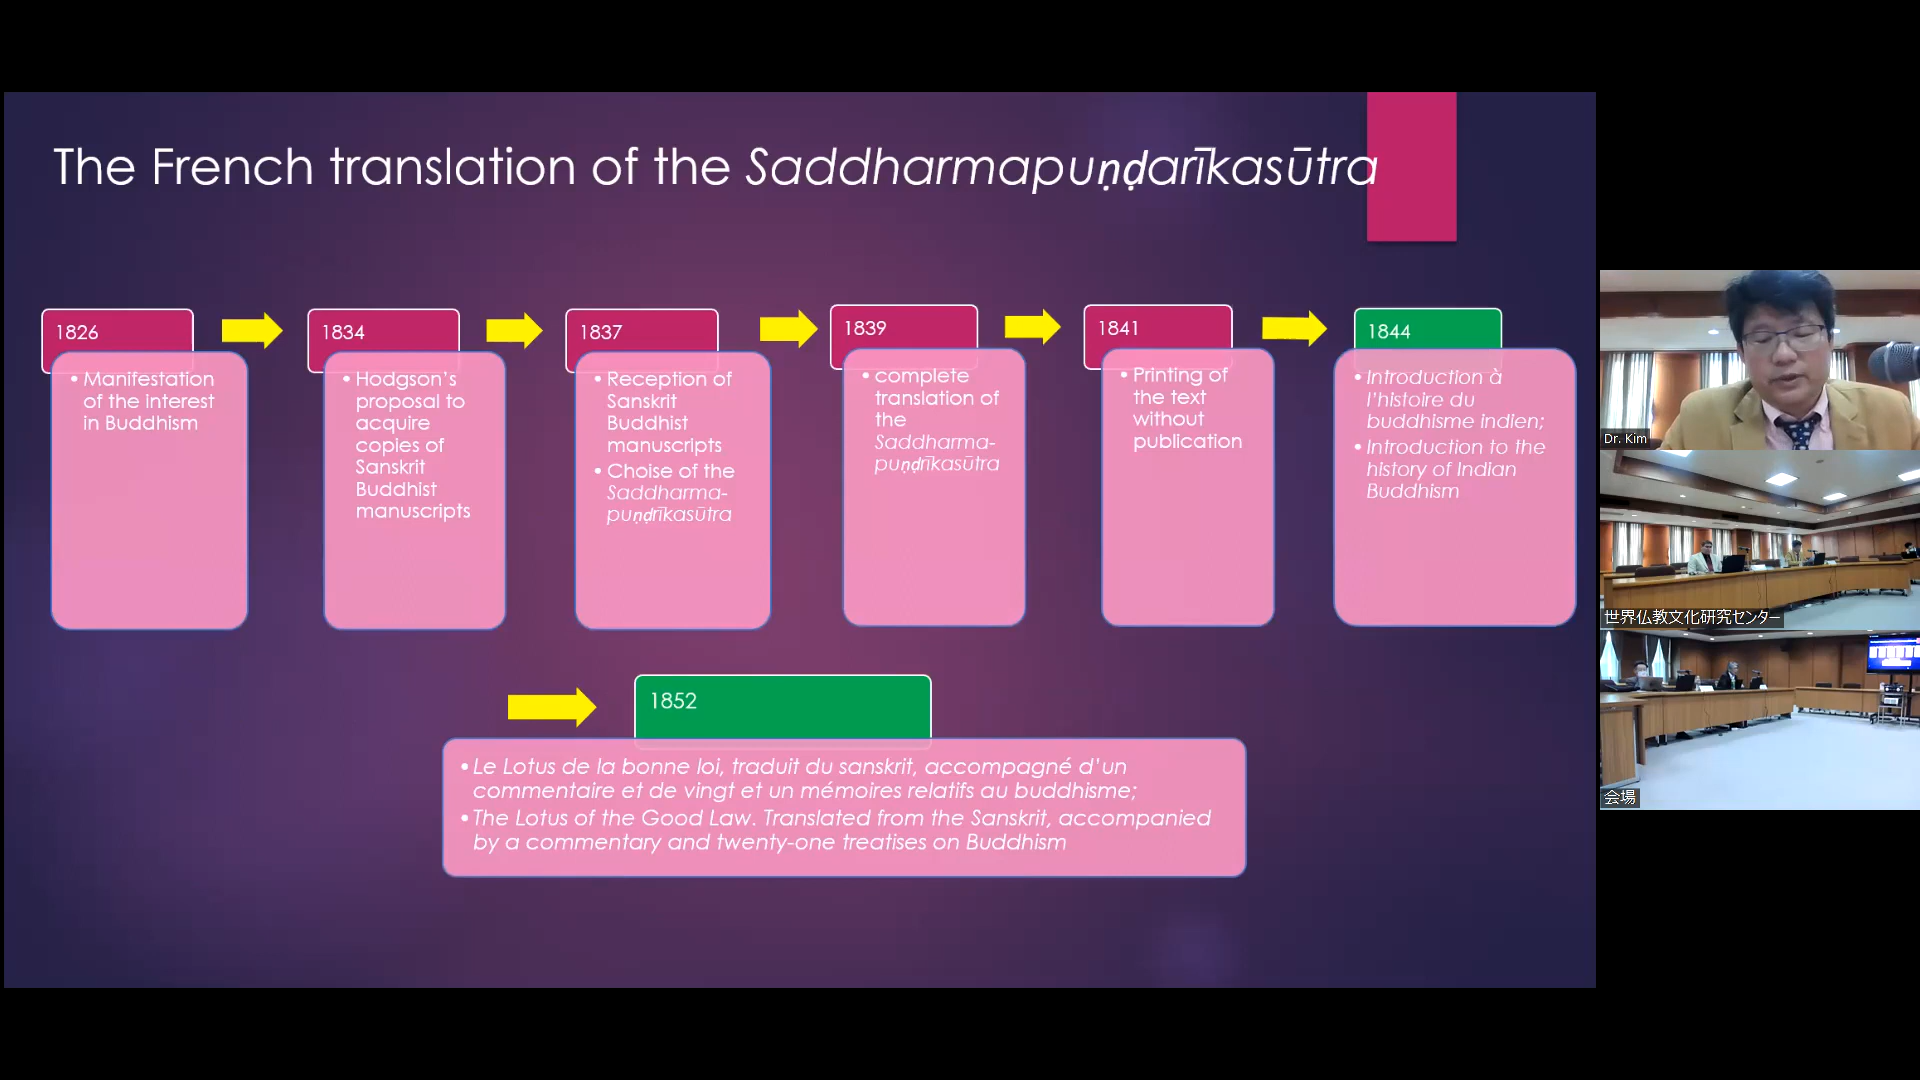 The French translation of the Saddharmapuṇḍarīkasūtra
1826
• Manifestation
of the interest
in Buddhism
1834
• Hodgson's
proposal to
acquire
copies of
Sanskrit
Buddhist
manuscripts
1837
• Reception of
Sanskrit
Buddhist
manuscripts
• Choise of the
Saddharma-
puṇḍrīkasūtra
1839
• complete
translation of
the
Saddharma-
puṇḍrīkasūtra
1841
• Printing of
the text
without
publication
1844
• Introduction à
l'histoire du
buddhisme indien;
• Introduction to the
history of Indian
Buddhism
1852
• Le Lotus de la bonne loi, traduit du sanskrit, accompagné d'un
commentaire et de vingt et un mémoires relatifs au buddhisme;
• The Lotus of the Good Law. Translated from the Sanskrit, accompanied
by a commentary and twenty-one treatises on Buddhism
Dr. Kim
世界仏教文化研究センター
会場